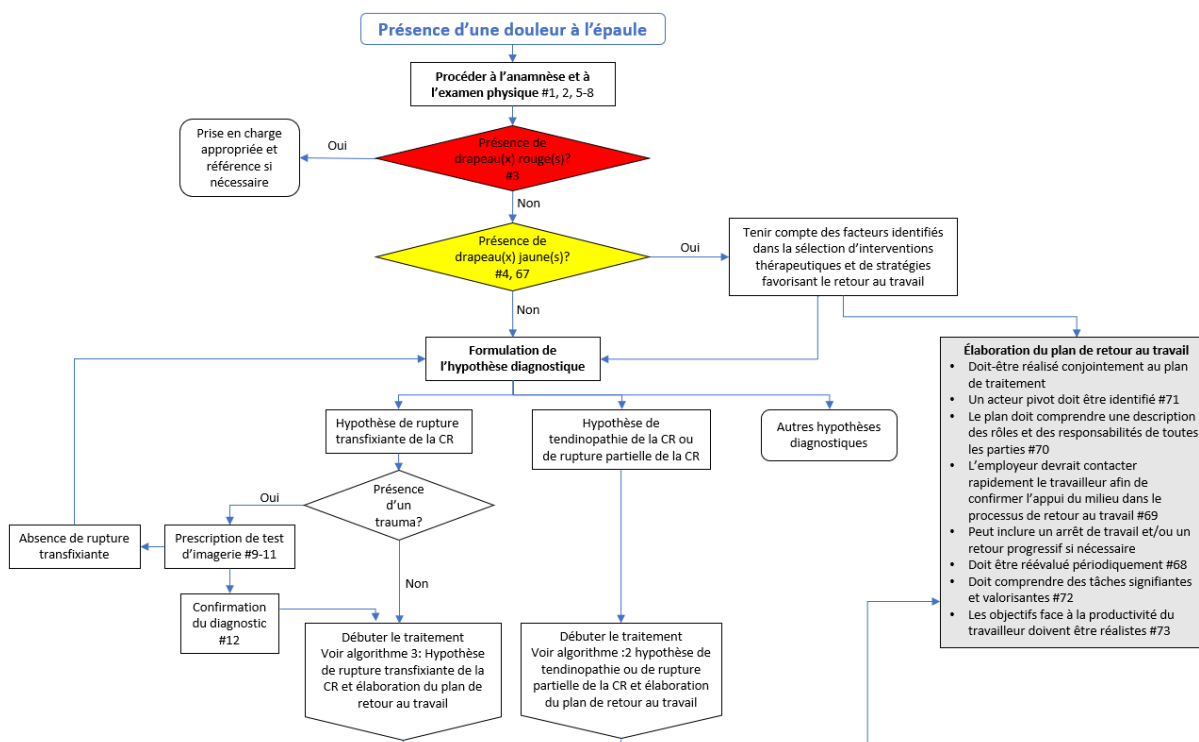 Présence d’une douleur à l’épaule
Procéder à l’anamnèse et à
l’examen physique #1, 2, 5-8
Présence de
drapeau(x) rouge(s)?
#3
Oui
Prise en charge
appropriée et
référence si
nécessaire
Non
Présence de
drapeau(x) jaune(s)?
#4, 67
Oui
Tenir compte des facteurs identifiés
dans la sélection d’interventions
thérapeutiques et de stratégies
favorisant le retour au travail
Non
Formulation de
l’hypothèse diagnostique
Élaboration du plan de retour au travail
• Doit-être réalisé conjointement au plan
de traitement
• Un acteur pivot doit être identifié #71
• Le plan doit comprendre une description
des rôles et des responsabilités de toutes
les parties #70
• L’employeur devrait contacter
rapidement le travailleur afin de
confirmer l’appui du milieu dans le
processus de retour au travail #69
• Peut inclure un arrêt de travail et/ou un
retour progressif si nécessaire
• Doit être réévalué périodiquement #68
• Doit comprendre des tâches signifiantes
et valorisantes #72
• Les objectifs face à la productivité du
travailleur doivent être réalistes #73
Hypothèse de rupture
transfixiante de la CR
Hypothèse de
tendinopathie de la CR ou
de rupture partielle de la CR
Autres hypothèses
diagnostiques
Présence
d’un
trauma?
Oui
Prescription de test
d’imagerie #9-11
Absence de rupture
transfixiante
Non
Confirmation
du diagnostic
#12
Débuter le traitement
Voir algorithme 3: Hypothèse
de rupture transfixiante de la
CR et élaboration du plan de
retour au travail
Débuter le traitement
Voir algorithme :2 hypothèse de
tendinopathie ou de rupture
partielle de la CR et élaboration
du plan de retour au travail